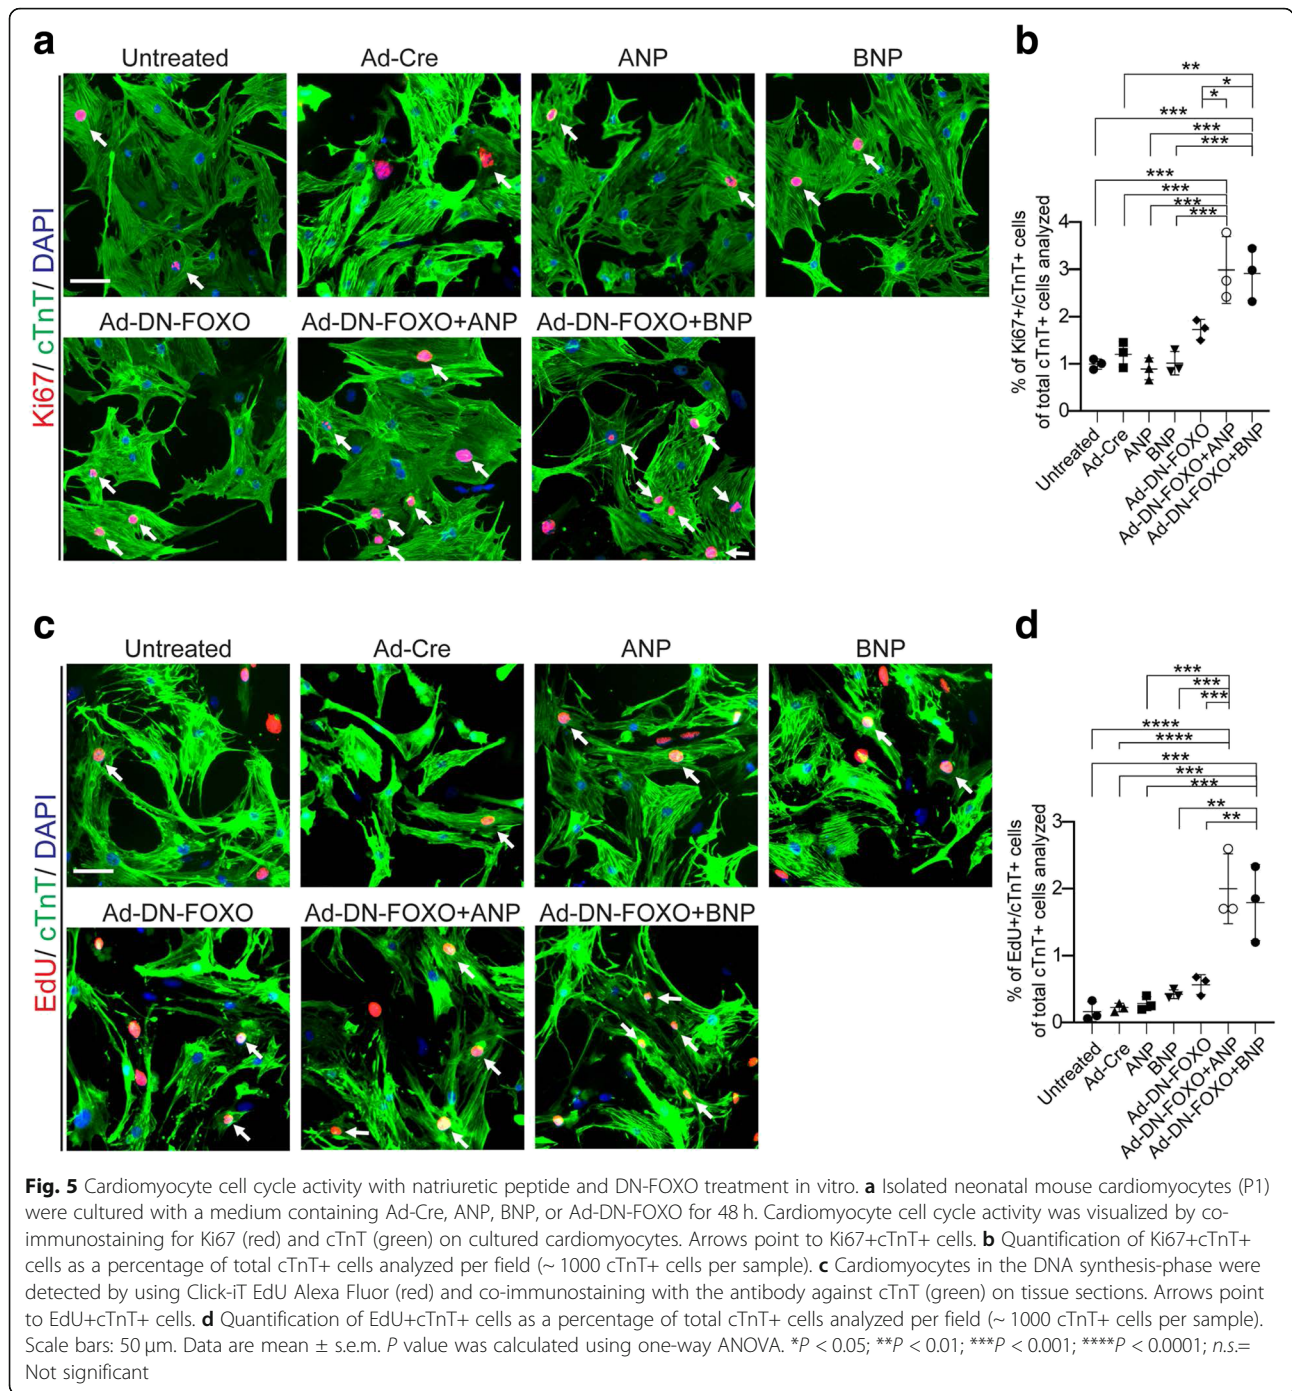 a
Untreated
Ad-Cre
ANP
BNP
Ki67/ cTnT/ DAPI
Ad-DN-FOXO
Ad-DN-FOXO+ANP
Ad-DN-FOXO+BNP
b
**
*
*
***
***
***
***
***
***
***
% of Ki67+/cTnT+ cells
of total cTnT+ cells analyzed
4
3
2
1
0
Untreated
Ad-Cre
ANP
BNP
Ad-DN-FOXO
Ad-DN-FOXO+ANP
Ad-DN-FOXO+BNP
c
Untreated
Ad-Cre
ANP
BNP
EdU/ cTnT/ DAPI
Ad-DN-FOXO
Ad-DN-FOXO+ANP
Ad-DN-FOXO+BNP
d
***
***
***
****
****
***
***
***
**
**
% of EdU+/cTnT+ cells
of total cTnT+ cells analyzed
3
2
1
0
Untreated
Ad-Cre
ANP
BNP
Ad-DN-FOXO
Ad-DN-FOXO+ANP
Ad-DN-FOXO+BNP
Fig. 5 Cardiomyocyte cell cycle activity with natriuretic peptide and DN-FOXO treatment in vitro. a Isolated neonatal mouse cardiomyocytes (P1)
were cultured with a medium containing Ad-Cre, ANP, BNP, or Ad-DN-FOXO for 48 h. Cardiomyocyte cell cycle activity was visualized by co-
immunostaining for Ki67 (red) and cTnT (green) on cultured cardiomyocytes. Arrows point to Ki67+cTnT+ cells. b Quantification of Ki67+cTnT+
cells as a percentage of total cTnT+ cells analyzed per field (~ 1000 cTnT+ cells per sample). c Cardiomyocytes in the DNA synthesis-phase were
detected by using Click-iT EdU Alexa Fluor (red) and co-immunostaining with the antibody against cTnT (green) on tissue sections. Arrows point
to EdU+cTnT+ cells. d Quantification of EdU+cTnT+ cells as a percentage of total cTnT+ cells analyzed per field (~ 1000 cTnT+ cells per sample).
Scale bars: 50 μm. Data are mean ± s.e.m. P value was calculated using one-way ANOVA. *P < 0.05; **P < 0.01; ***P < 0.001; ****P < 0.0001; n.s.=
Not significant